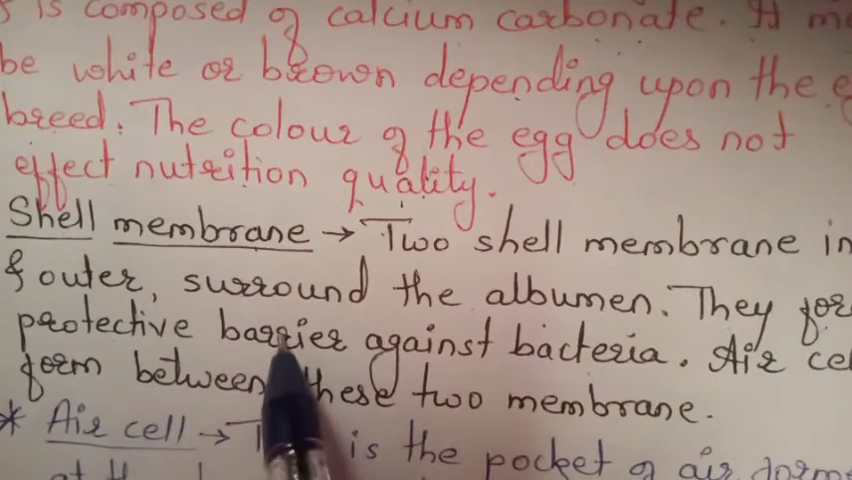 is composed of calcium carbonate. It
be white or brown depending upon the
breed. The colour of the egg does not
effect nutrition quality.
Shell membrane → Two shell membrane in
& outer, surround the albumen. They for
protective barrier against bacteria. Air cel
form between these two membrane.
* Air cell → is the pocket of air